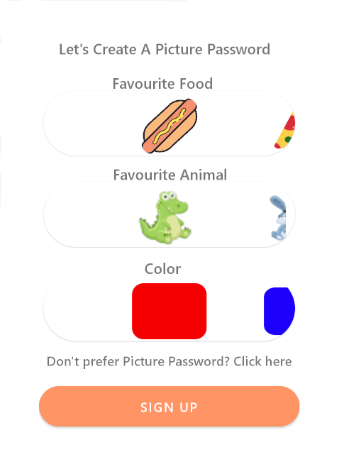 Let's Create A Picture Password
Favourite Food
Favourite Animal
Color
Don't prefer Picture Password? Click here
SIGN UP